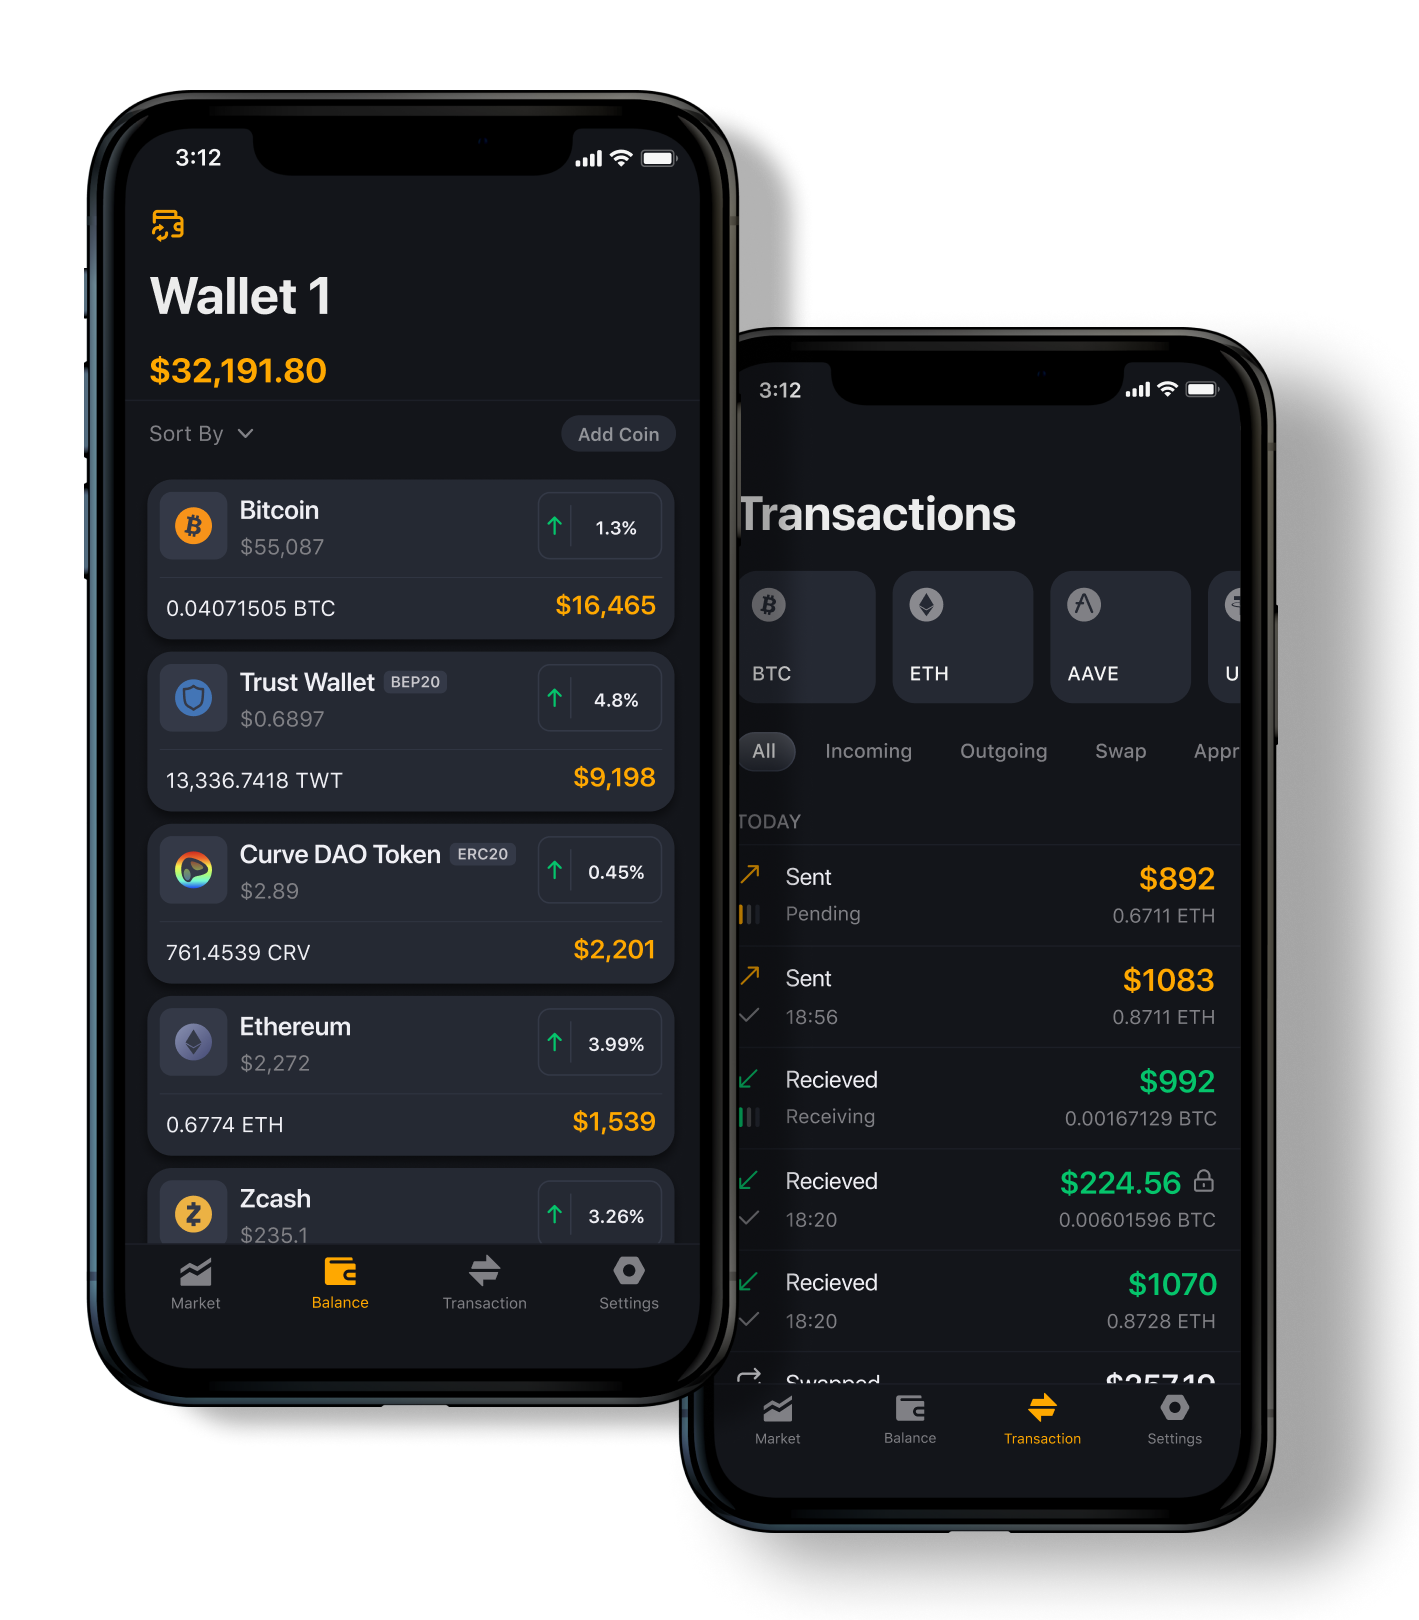 3:12
Wallet 1
$32,191.80
Sort By
Add Coin
Bitcoin
$55,087
1.3%
0.04071505 BTC
$16,465
Trust Wallet BEP20
$0.6897
4.8%
13,336.7418 TWT
$9,198
Curve DAO Token ERC20
$2.89
0.45%
761.4539 CRV
$2,201
Ethereum
$2,272
3.99%
0.6774 ETH
$1,539
Zcash
$235.1
3.26%
Market
Balance
Transaction
Settings
3:12
Transactions
BTC
ETH
AAVE
U
All
Incoming
Outgoing
Swap
Appr
TODAY
Sent
$892
Pending
0.6711 ETH
Sent
$1083
18:56
0.8711 ETH
Recieved
$992
Receiving
0.00167129 BTC
Recieved
$224.56
18:20
0.00601596 BTC
Recieved
$1070
18:20
0.8728 ETH
Swapped
$257.19
Market
Balance
Transaction
Settings